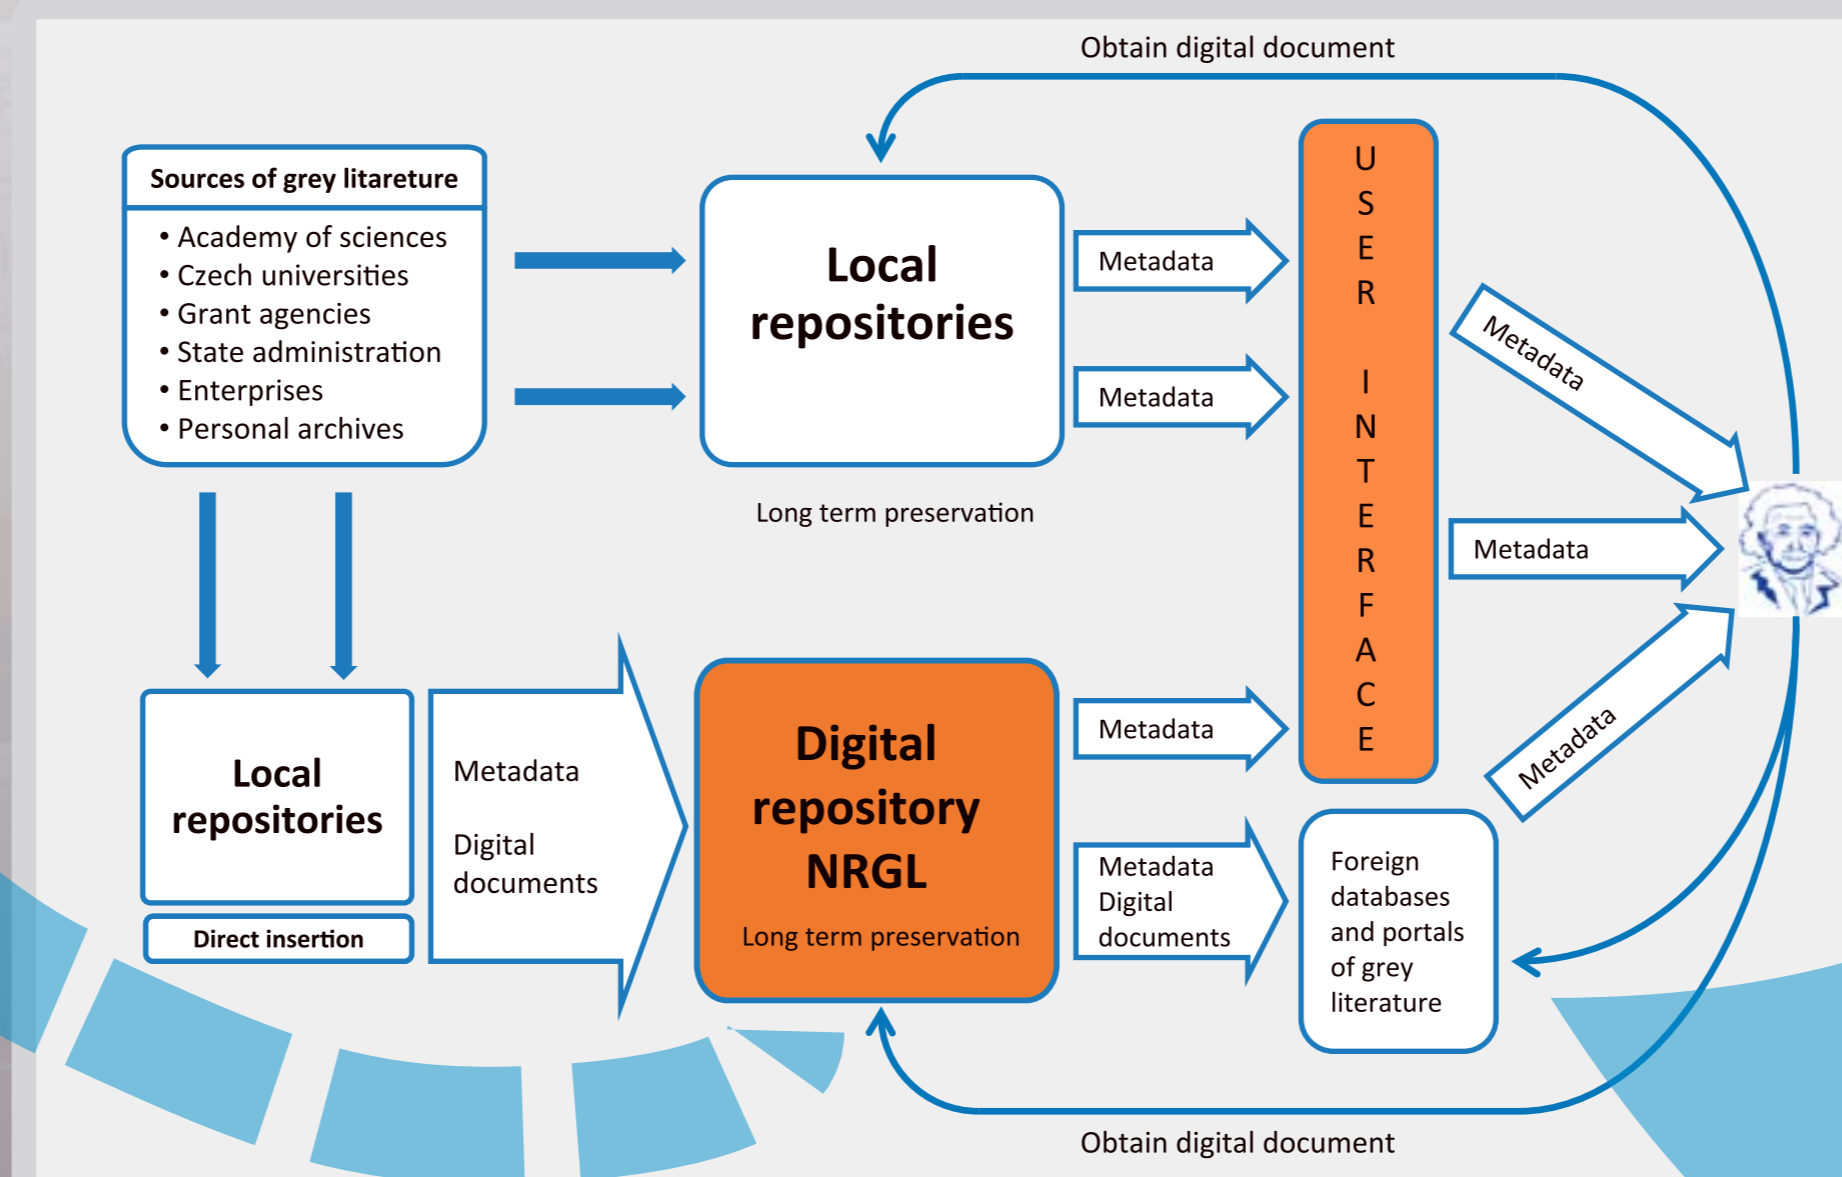 Obtain digital document
Sources of grey litareture
• Academy of sciences
• Czech universities
• Grant agencies
• State administration
• Enterprises
• Personal archives
Local
repositories
Long term preservation
Metadata
Metadata
USER INTERFACE
Metadata
Metadata
Metadata
Local
repositories
Direct insertion
Metadata
Digital
documents
Digital
repository
NRGL
Long term preservation
Metadata
Metadata
Digital
documents
Foreign
databases
and portals
of grey
literature
Obtain digital document